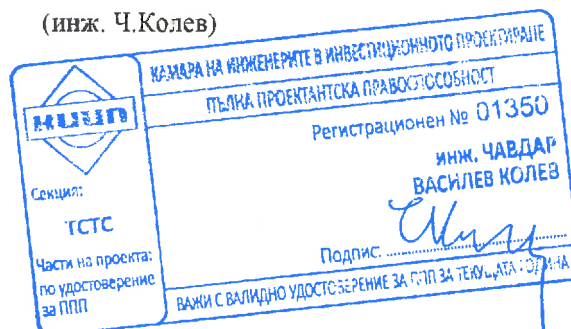 (инж. Ч.Колев)
КАМАРА НА ИНЖЕНЕРИТЕ В ИНВЕСТИЦИОННОТО ПРОЕКТИРАНЕ
ПЪЛНА ПРОЕКТАНТСКА ПРАВОСПОСОБНОСТ
КИИП
Регистрационен № 01350
инж. ЧАВДАР
ВАСИЛЕВ КОЛЕВ
Секция:
ТСТС
Части на проекта:
по удостоверение
за ППП
Подпис:
ВАЖИ С ВАЛИДНО УДОСТОВЕРЕНИЕ ЗА ППП ЗА ТЕКУЩАТА ГОДИНА